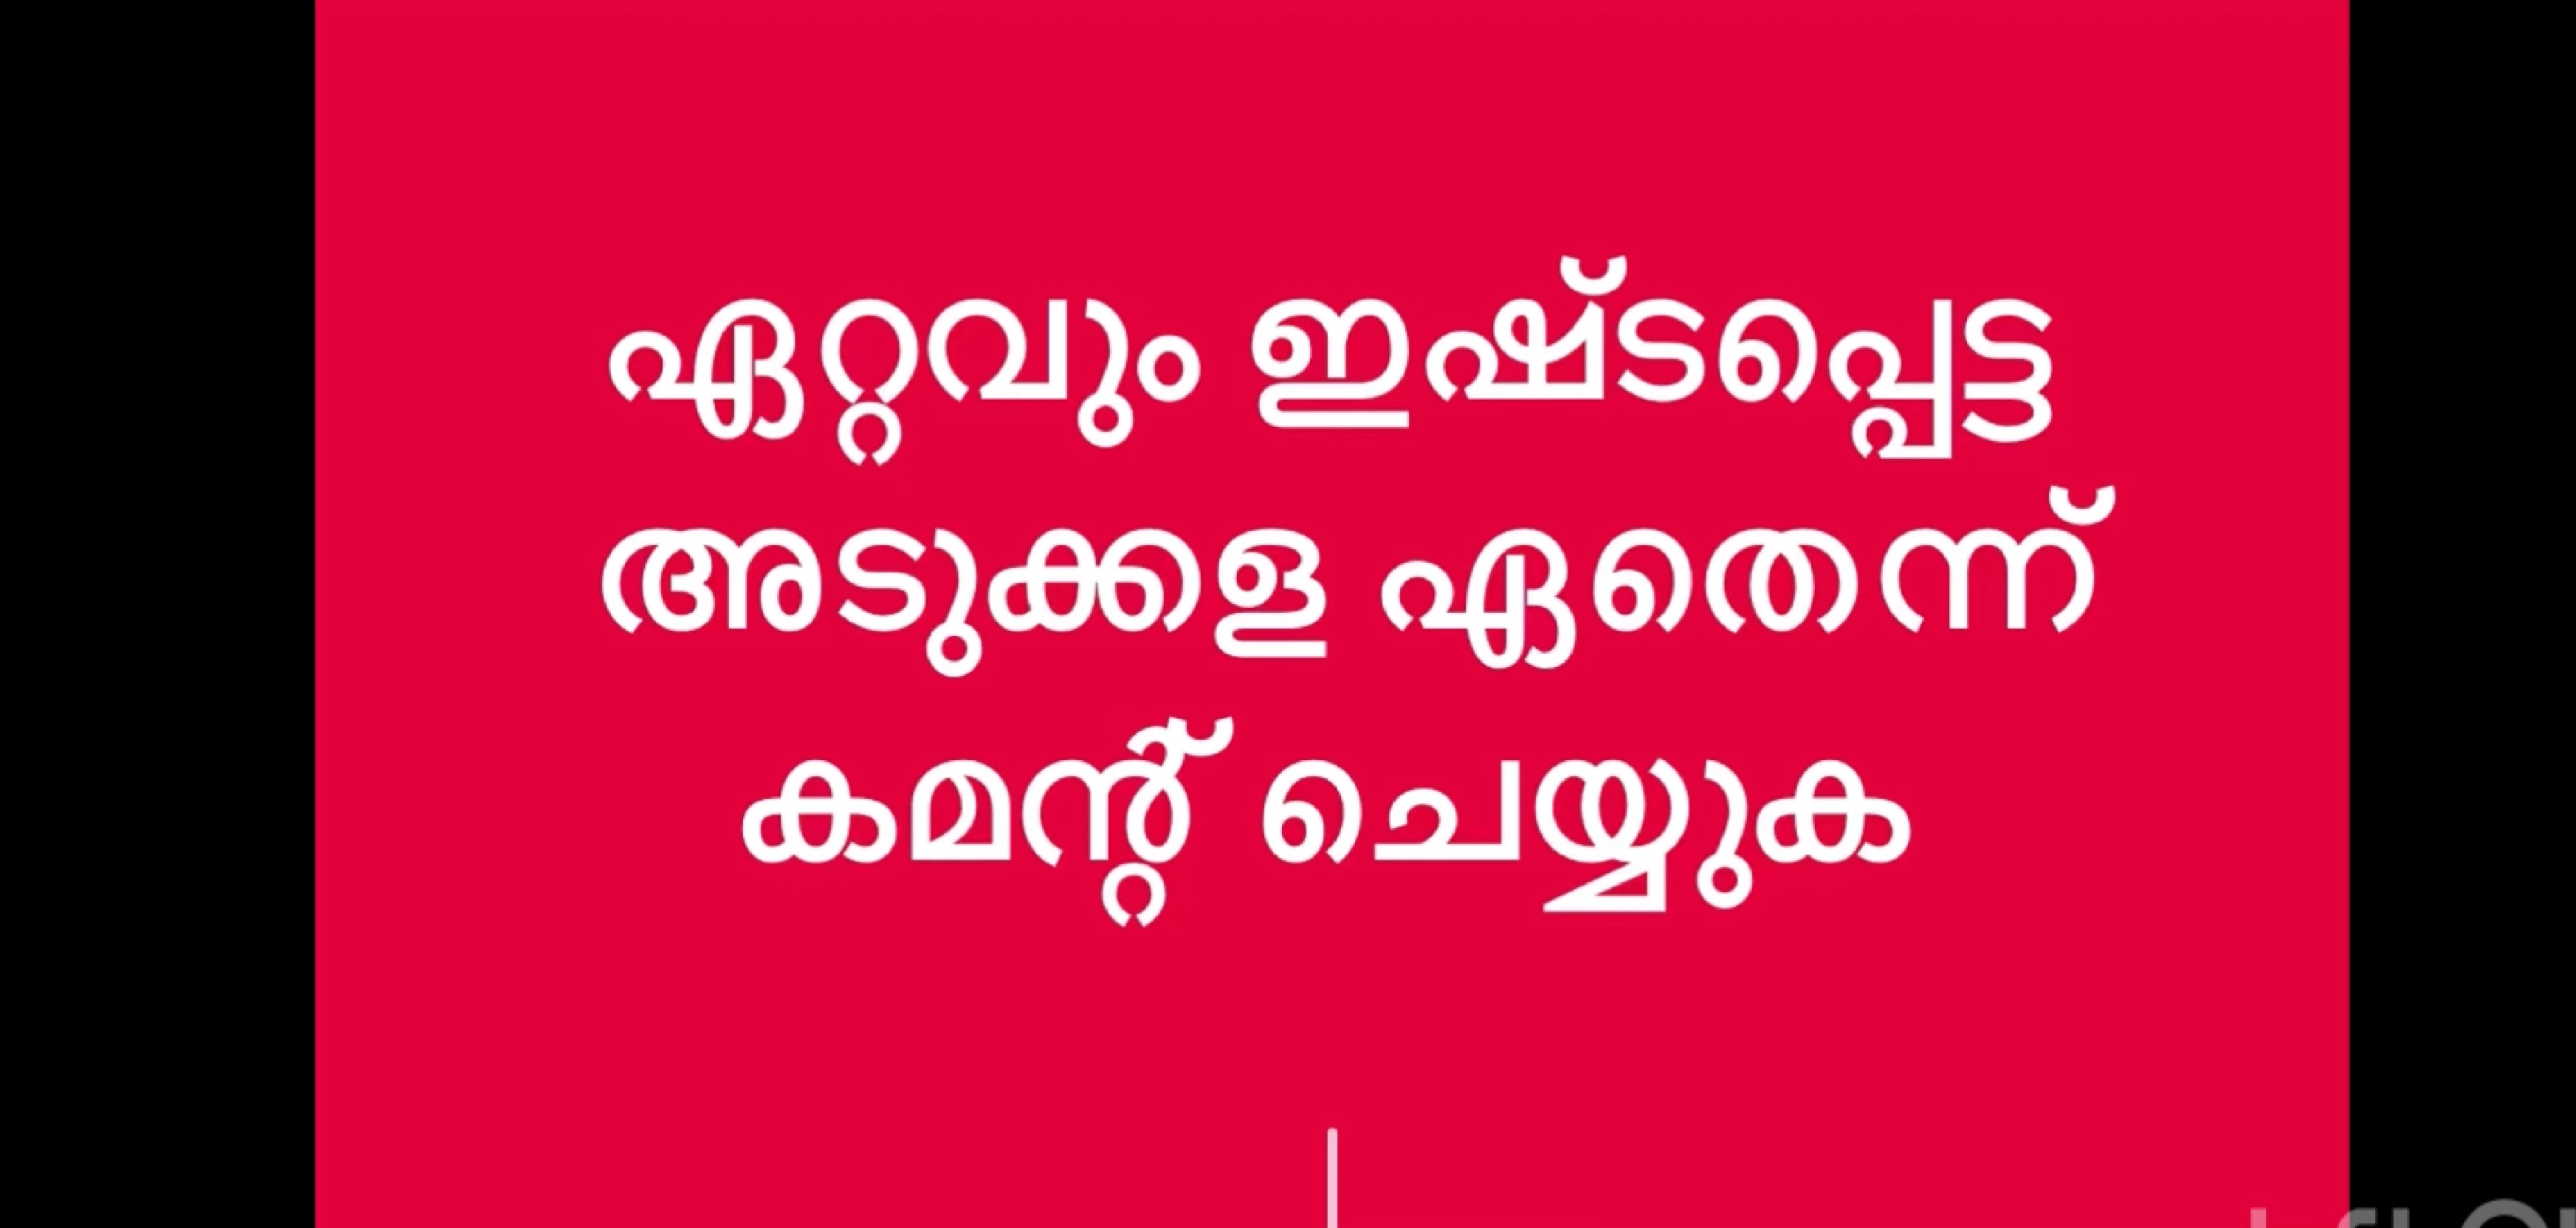 ഏറ്റവും ഇഷ്ടപ്പെട്ട
അടുക്കള ഏതെന്ന്
കമന്റ് ചെയ്യുക